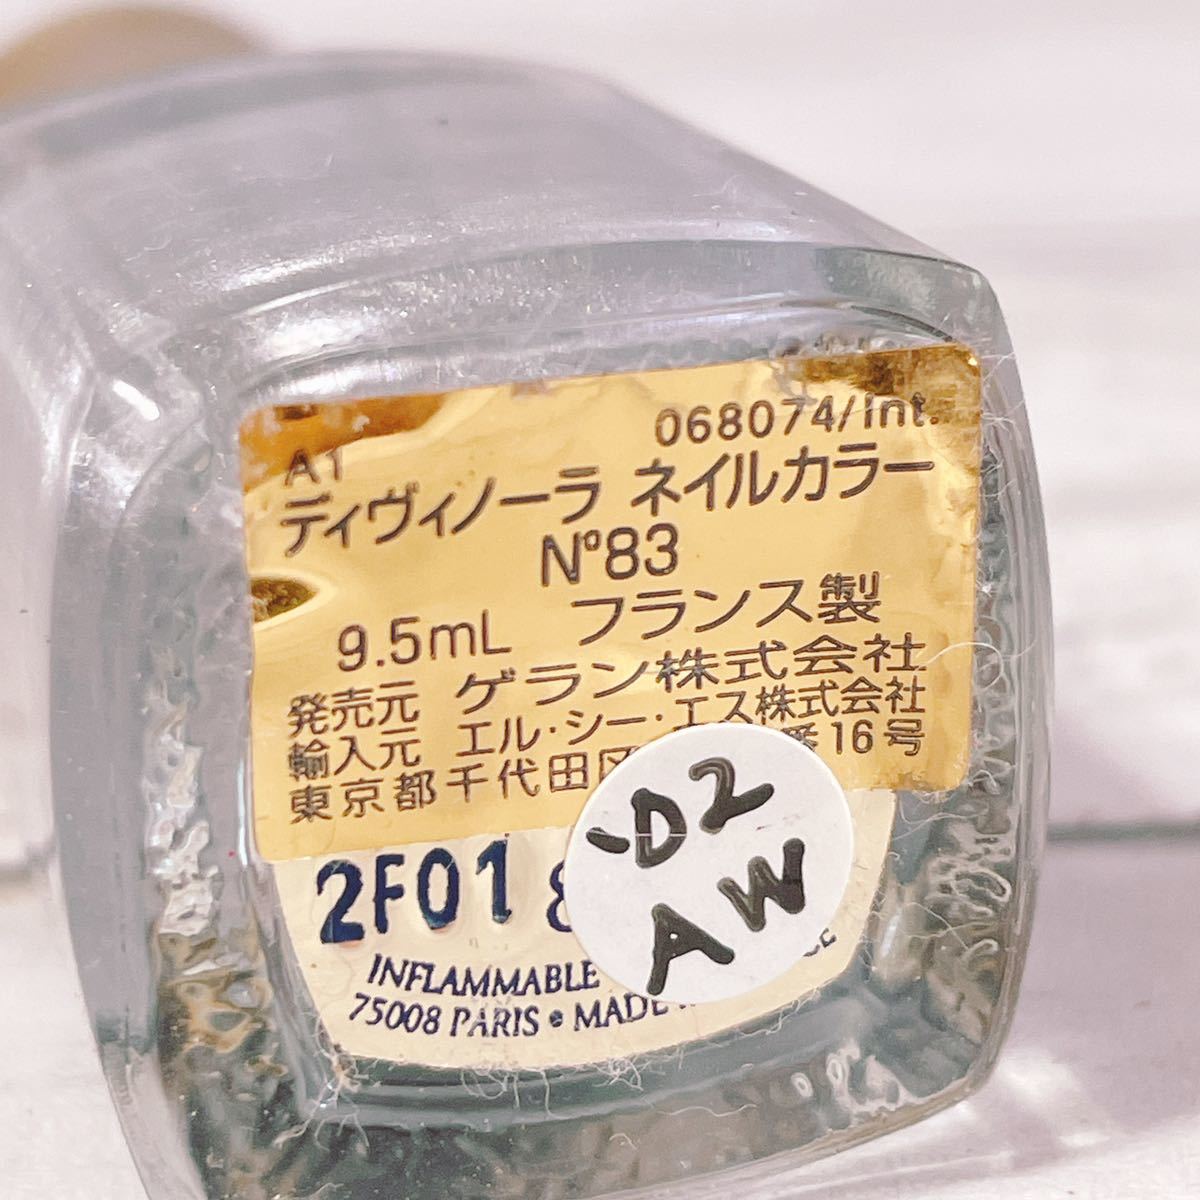 A1 068074/Int.
ディヴィノーラ ネイルカラー
N°83
9.5mL フランス製
発売元 ゲラン株式会社
輸入元 エル・シー・エス株式会社
東京都千代田区 番16号
'02
AW
2F01
INFLAMMABLE
75008 PARIS • MADE